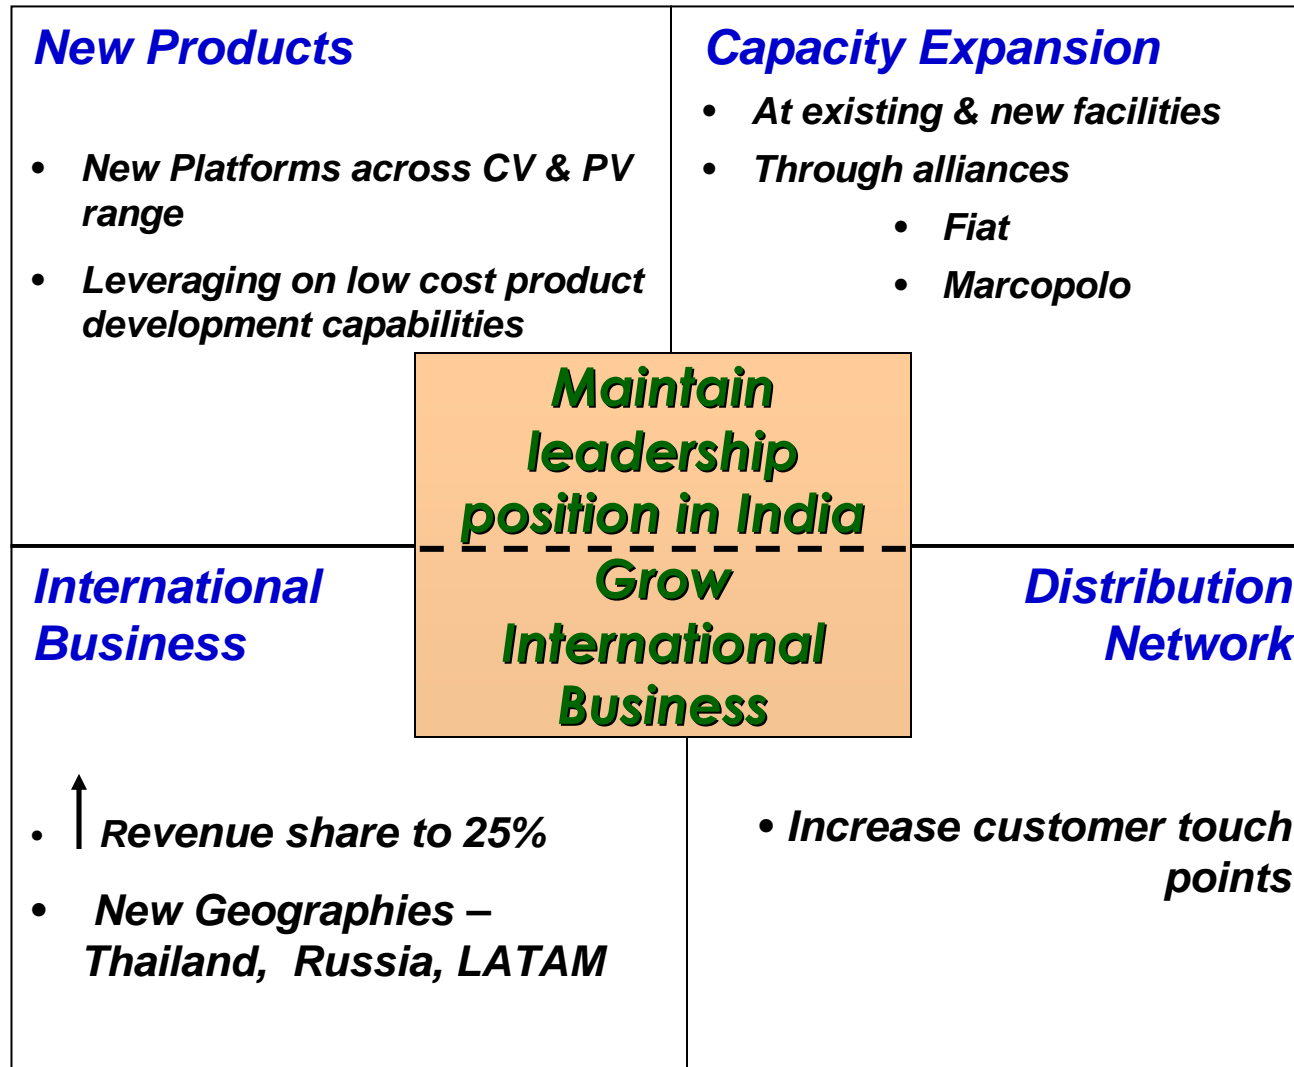 New Products
• New Platforms across CV & PV
range
• Leveraging on low cost product
development capabilities
Capacity Expansion
• At existing & new facilities
• Through alliances
• Fiat
• Marcopolo
Maintain
leadership
position in India
Grow
International
Business
International
Business
• ↑ Revenue share to 25%
• New Geographies –
Thailand, Russia, LATAM
Distribution
Network
• Increase customer touch
points